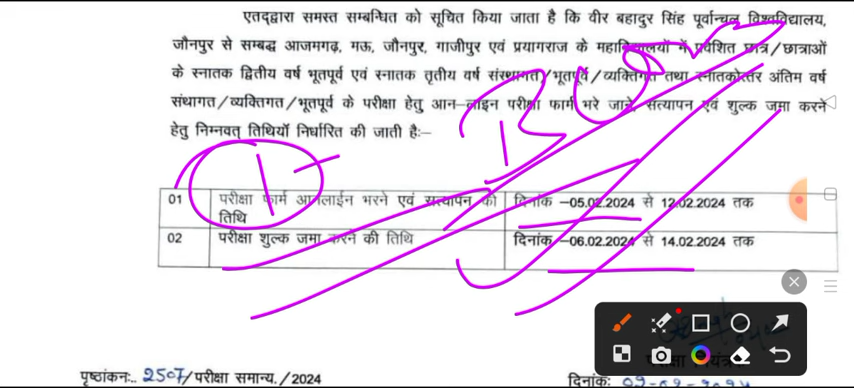 एतद्द्वारा समस्त सम्बन्धित को सूचित किया जाता है कि वीर बहादुर सिंह पूर्वान्चल विश्वविद्यालय,
जौनपुर से सम्बद्ध आजमगढ़, मऊ, जौनपुर, गाजीपुर एवं प्रयागराज के महाविद्यालयों में प्रवेशित छात्र/छात्राओं
के स्नातक द्वितीय वर्ष भूतपूर्व एवं स्नातक तृतीय वर्ष संस्थागत/भूतपूर्व/व्यक्तिगत तथा स्नातकोत्तर अंतिम वर्ष
संथागत/व्यक्तिगत/भूतपूर्व के परीक्षा हेतु आन-लाइन परीक्षा फार्म भरे जाने, सत्यापन एवं शुल्क जमा करने
हेतु निम्नवत् तिथियॉ निर्धारित की जाती है:-
01 परीक्षा फार्म आनलाईन भरने एवं सत्यापन की तिथि दिनांक -05.02.2024 से 12.02.2024 तक
02 परीक्षा शुल्क जमा करने की तिथि दिनांक -06.02.2024 से 14.02.2024 तक
पृष्ठांकन:. 2507/परीक्षा समान्य./2024
दिनांक: